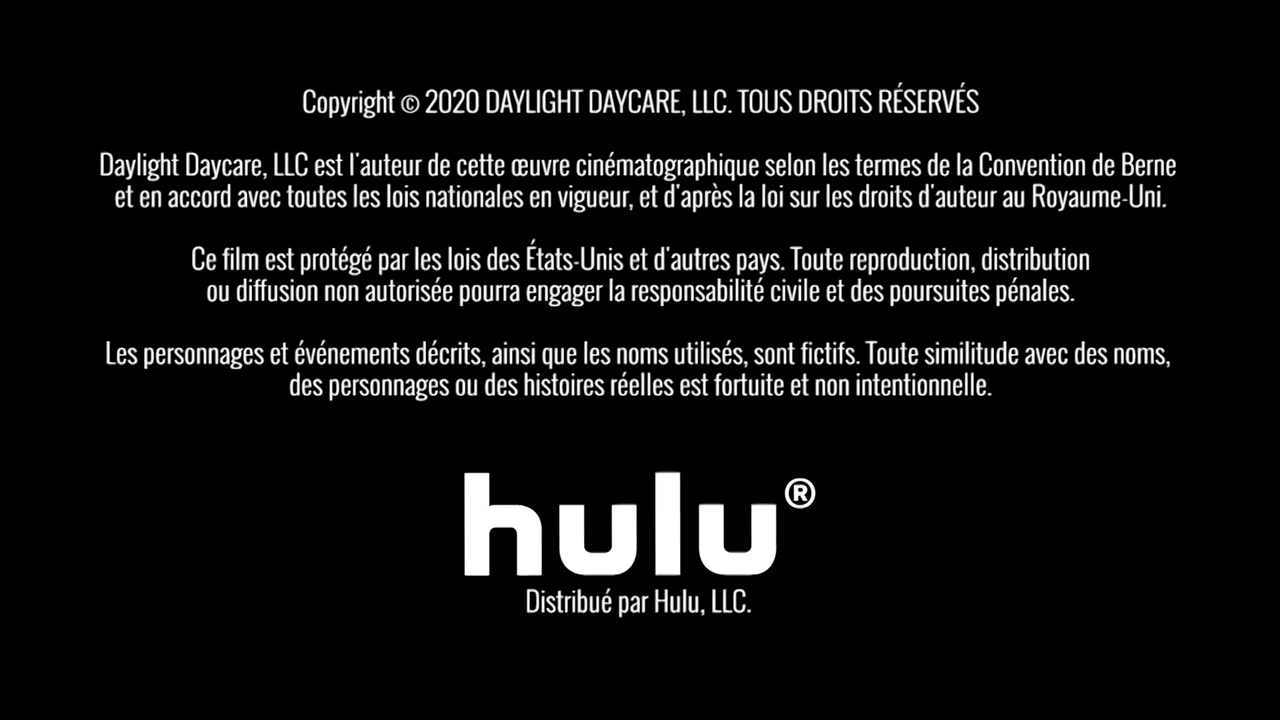 Copyright © 2020 DAYLIGHT DAYCARE, LLC. TOUS DROITS RÉSERVÉS
Daylight Daycare, LLC est l'auteur de cette œuvre cinématographique selon les termes de la Convention de Berne
et en accord avec toutes les lois nationales en vigueur, et d'après la loi sur les droits d'auteur au Royaume-Uni.
Ce film est protégé par les lois des États-Unis et d'autres pays. Toute reproduction, distribution
ou diffusion non autorisée pourra engager la responsabilité civile et des poursuites pénales.
Les personnages et événements décrits, ainsi que les noms utilisés, sont fictifs. Toute similitude avec des noms,
des personnages ou des histoires réelles est fortuite et non intentionnelle.
hulu®
Distribué par Hulu, LLC.